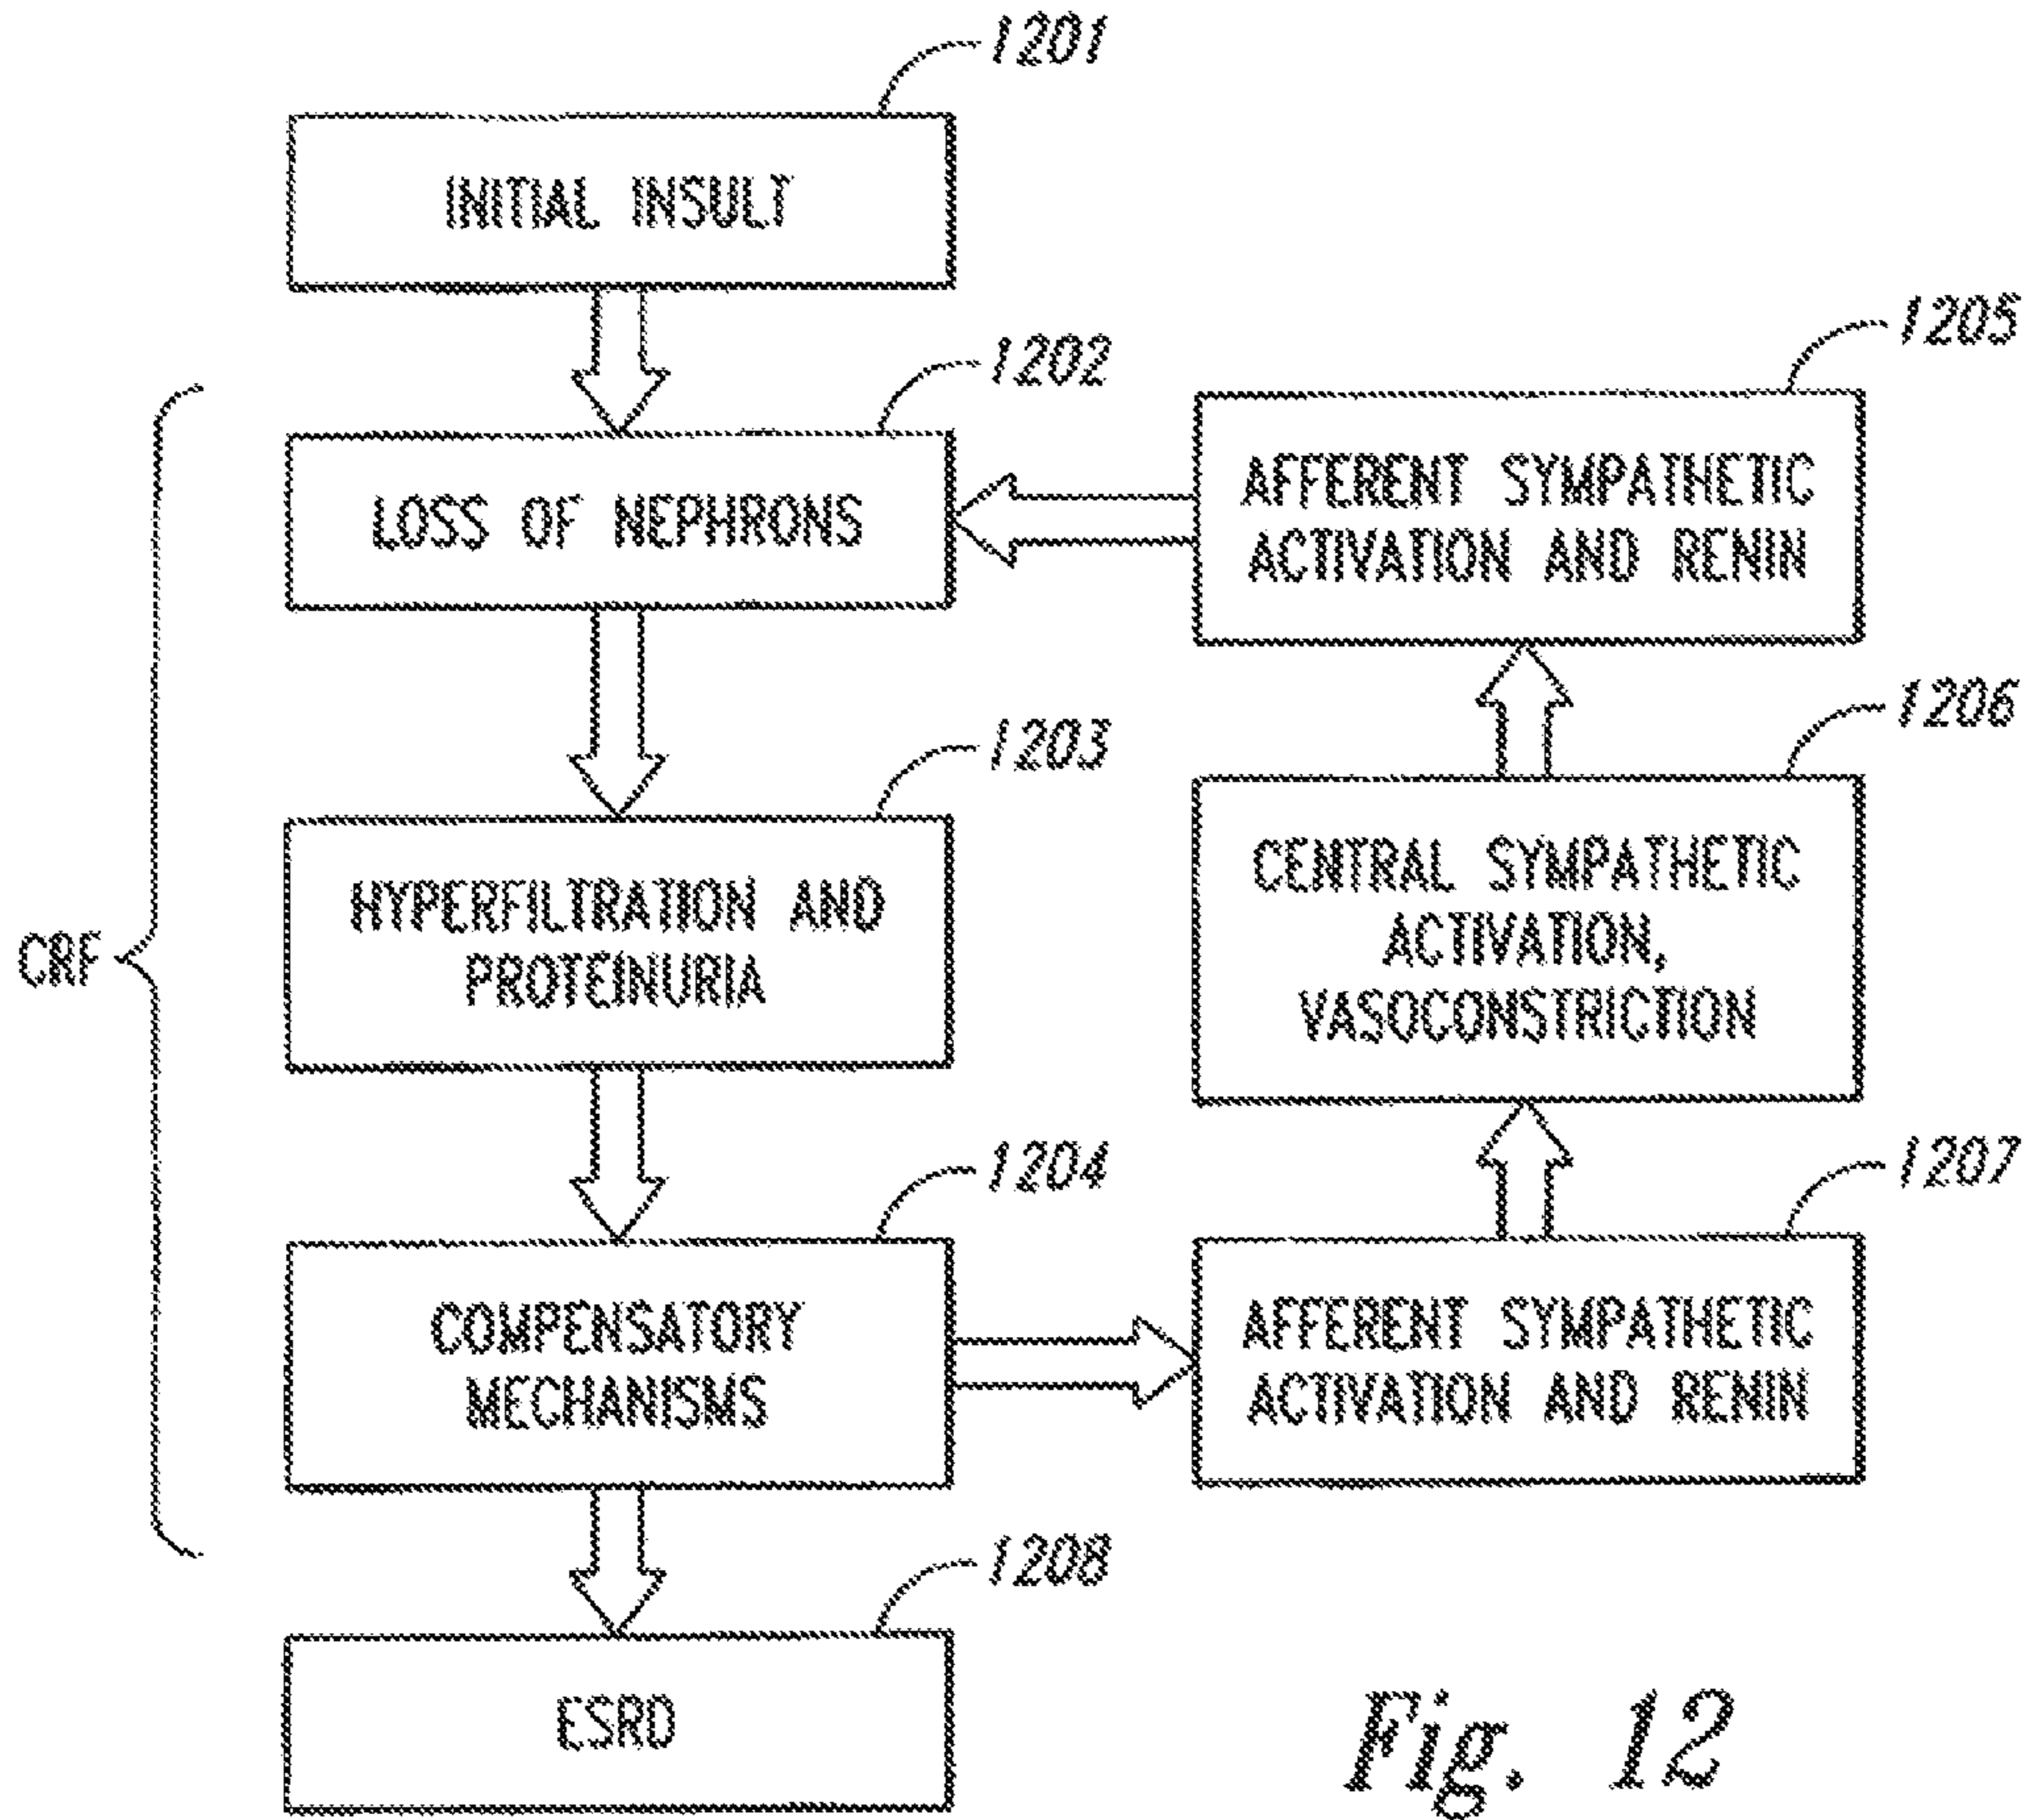 1201
INITIAL INSULT
1202
LOSS OF NEPHRONS
1205
AFFERENT SYMPATHETIC
ACTIVATION AND RENIN
1203
HYPERFILTRATION AND
PROTEINURIA
1206
CENTRAL SYMPATHETIC
ACTIVATION,
VASOCONSTRICTION
CRF
1204
COMPENSATORY
MECHANISMS
1207
AFFERENT SYMPATHETIC
ACTIVATION AND RENIN
1208
ESRD
Fig. 12